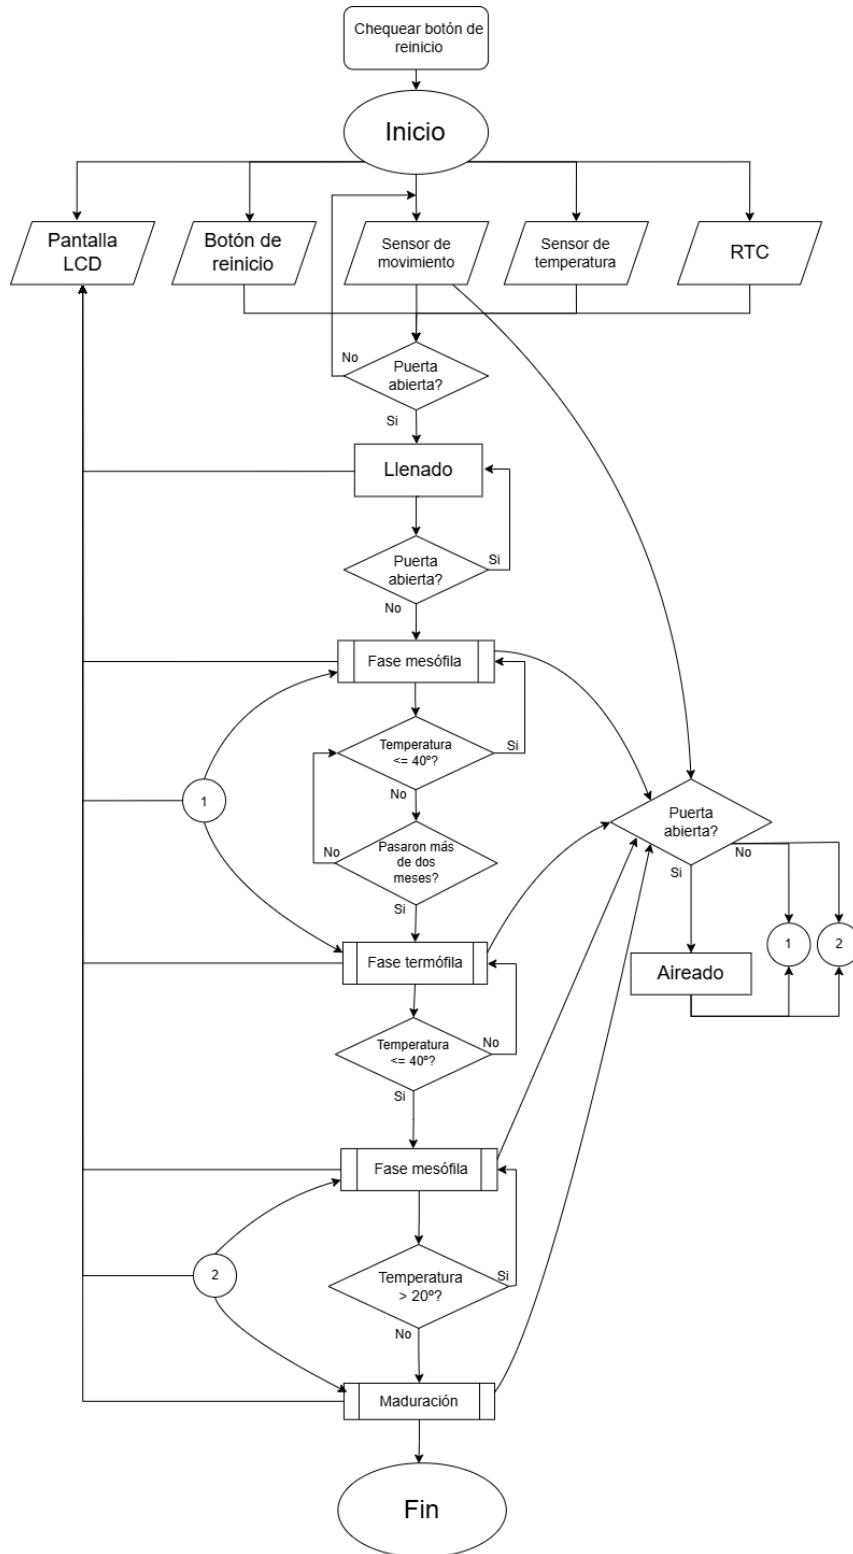 Chequear botón de
reinicio
Inicio
Pantalla
LCD
Botón de
reinicio
Sensor de
movimiento
Sensor de
temperatura
RTC
No
Puerta
abierta?
Si
Llenado
Puerta
abierta?
Si
No
Fase mesófila
Temperatura
<= 40º?
Si
No
1
Pasaron más
de dos
meses?
No
Si
Puerta
abierta?
No
Si
1
2
Aireado
Fase termófila
Temperatura
<= 40º?
No
Si
Fase mesófila
2
Temperatura
> 20º?
Si
No
Maduración
Fin